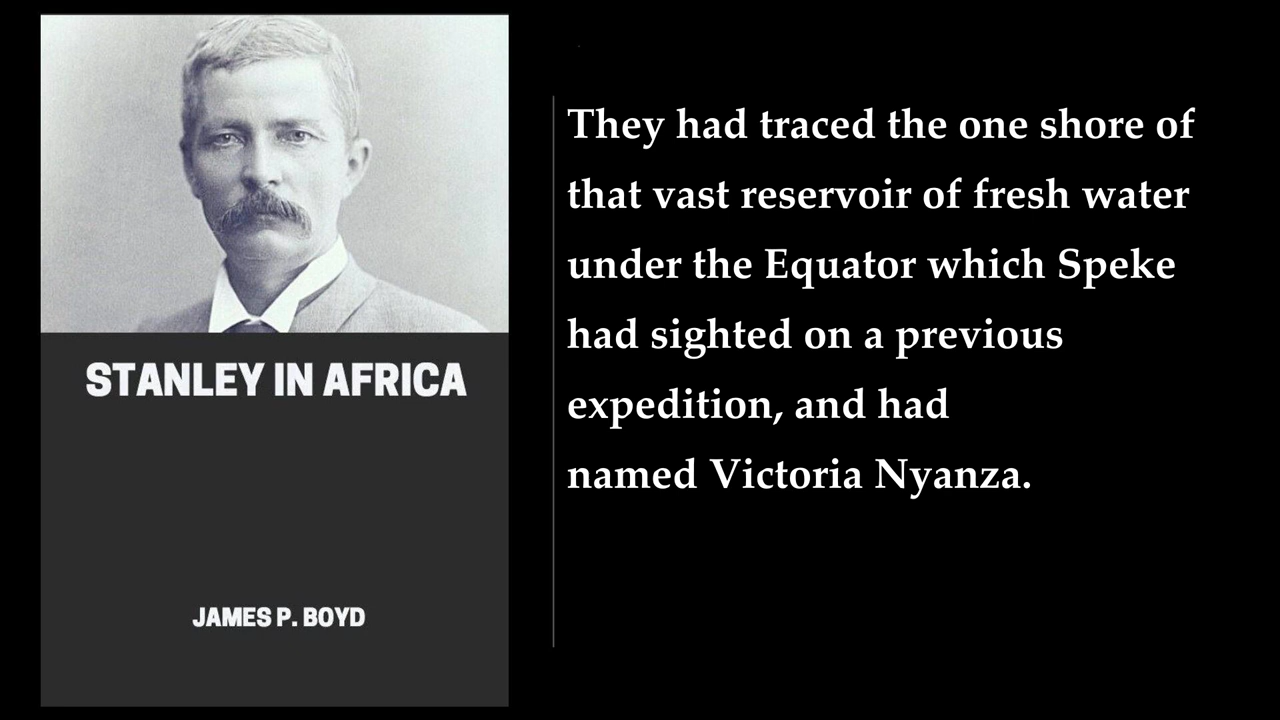 STANLEY IN AFRICA
JAMES P. BOYD
They had traced the one shore of
that vast reservoir of fresh water
under the Equator which Speke
had sighted on a previous
expedition, and had
named Victoria Nyanza.